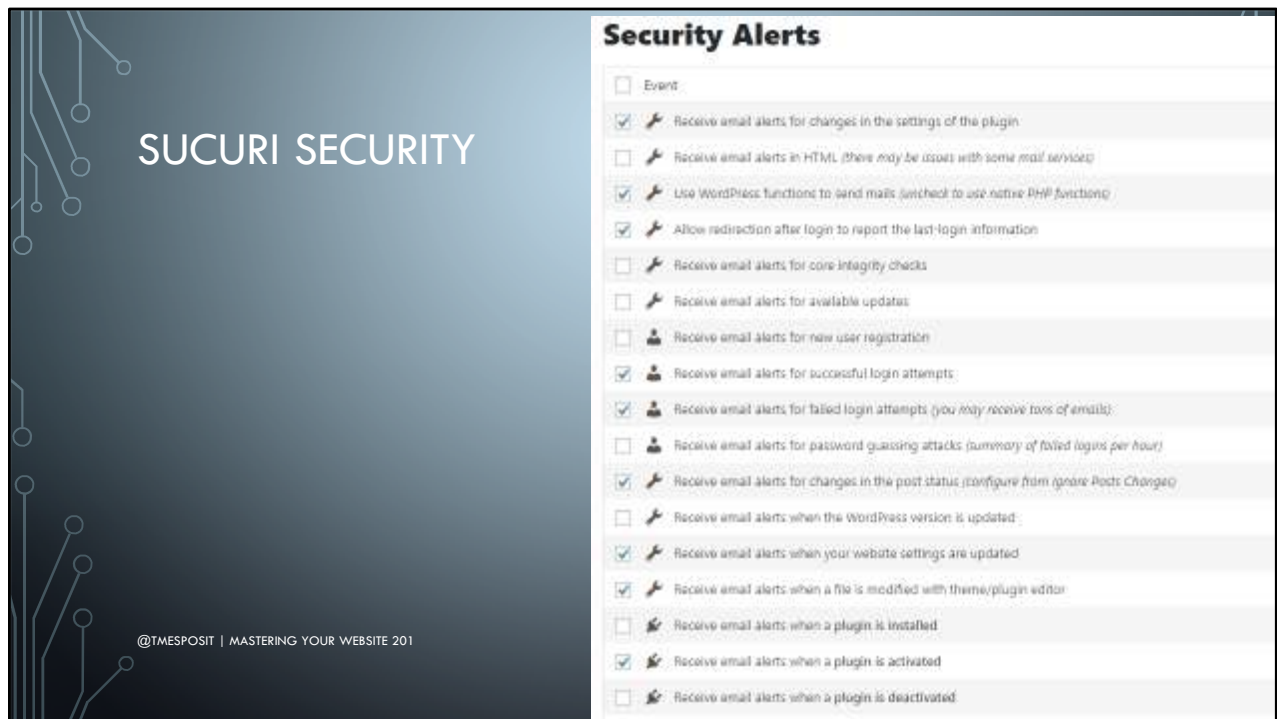 SUCURI SECURITY
@TMESPOSIT | MASTERING YOUR WEBSITE 201
Security Alerts
Event
Receive email alerts for changes in the settings of the plugin
Receive email alerts in HTML (there may be issues with some mail services)
Use WordPress functions to send mails (uncheck to use native PHP functions)
Allow redirection after login to report the last-login information
Receive email alerts for core integrity checks
Receive email alerts for available updates
Receive email alerts for new user registration
Receive email alerts for successful login attempts
Receive email alerts for failed login attempts (you may receive tons of emails)
Receive email alerts for password guessing attacks (summary of failed logins per hour)
Receive email alerts for changes in the post status (configure from Ignore Posts Changes)
Receive email alerts when the WordPress version is updated
Receive email alerts when your website settings are updated
Receive email alerts when a file is modified with theme/plugin editor
Receive email alerts when a plugin is installed
Receive email alerts when a plugin is activated
Receive email alerts when a plugin is deactivated